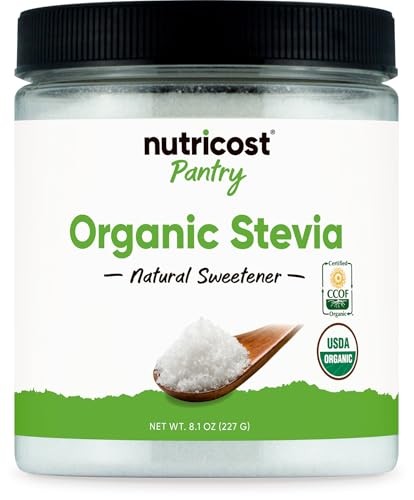 nutricost®
Pantry
Organic Stevia
— Natural Sweetener —
Certified
CCOF
Organic
USDA
ORGANIC
NET WT. 8.1 OZ (227 G)